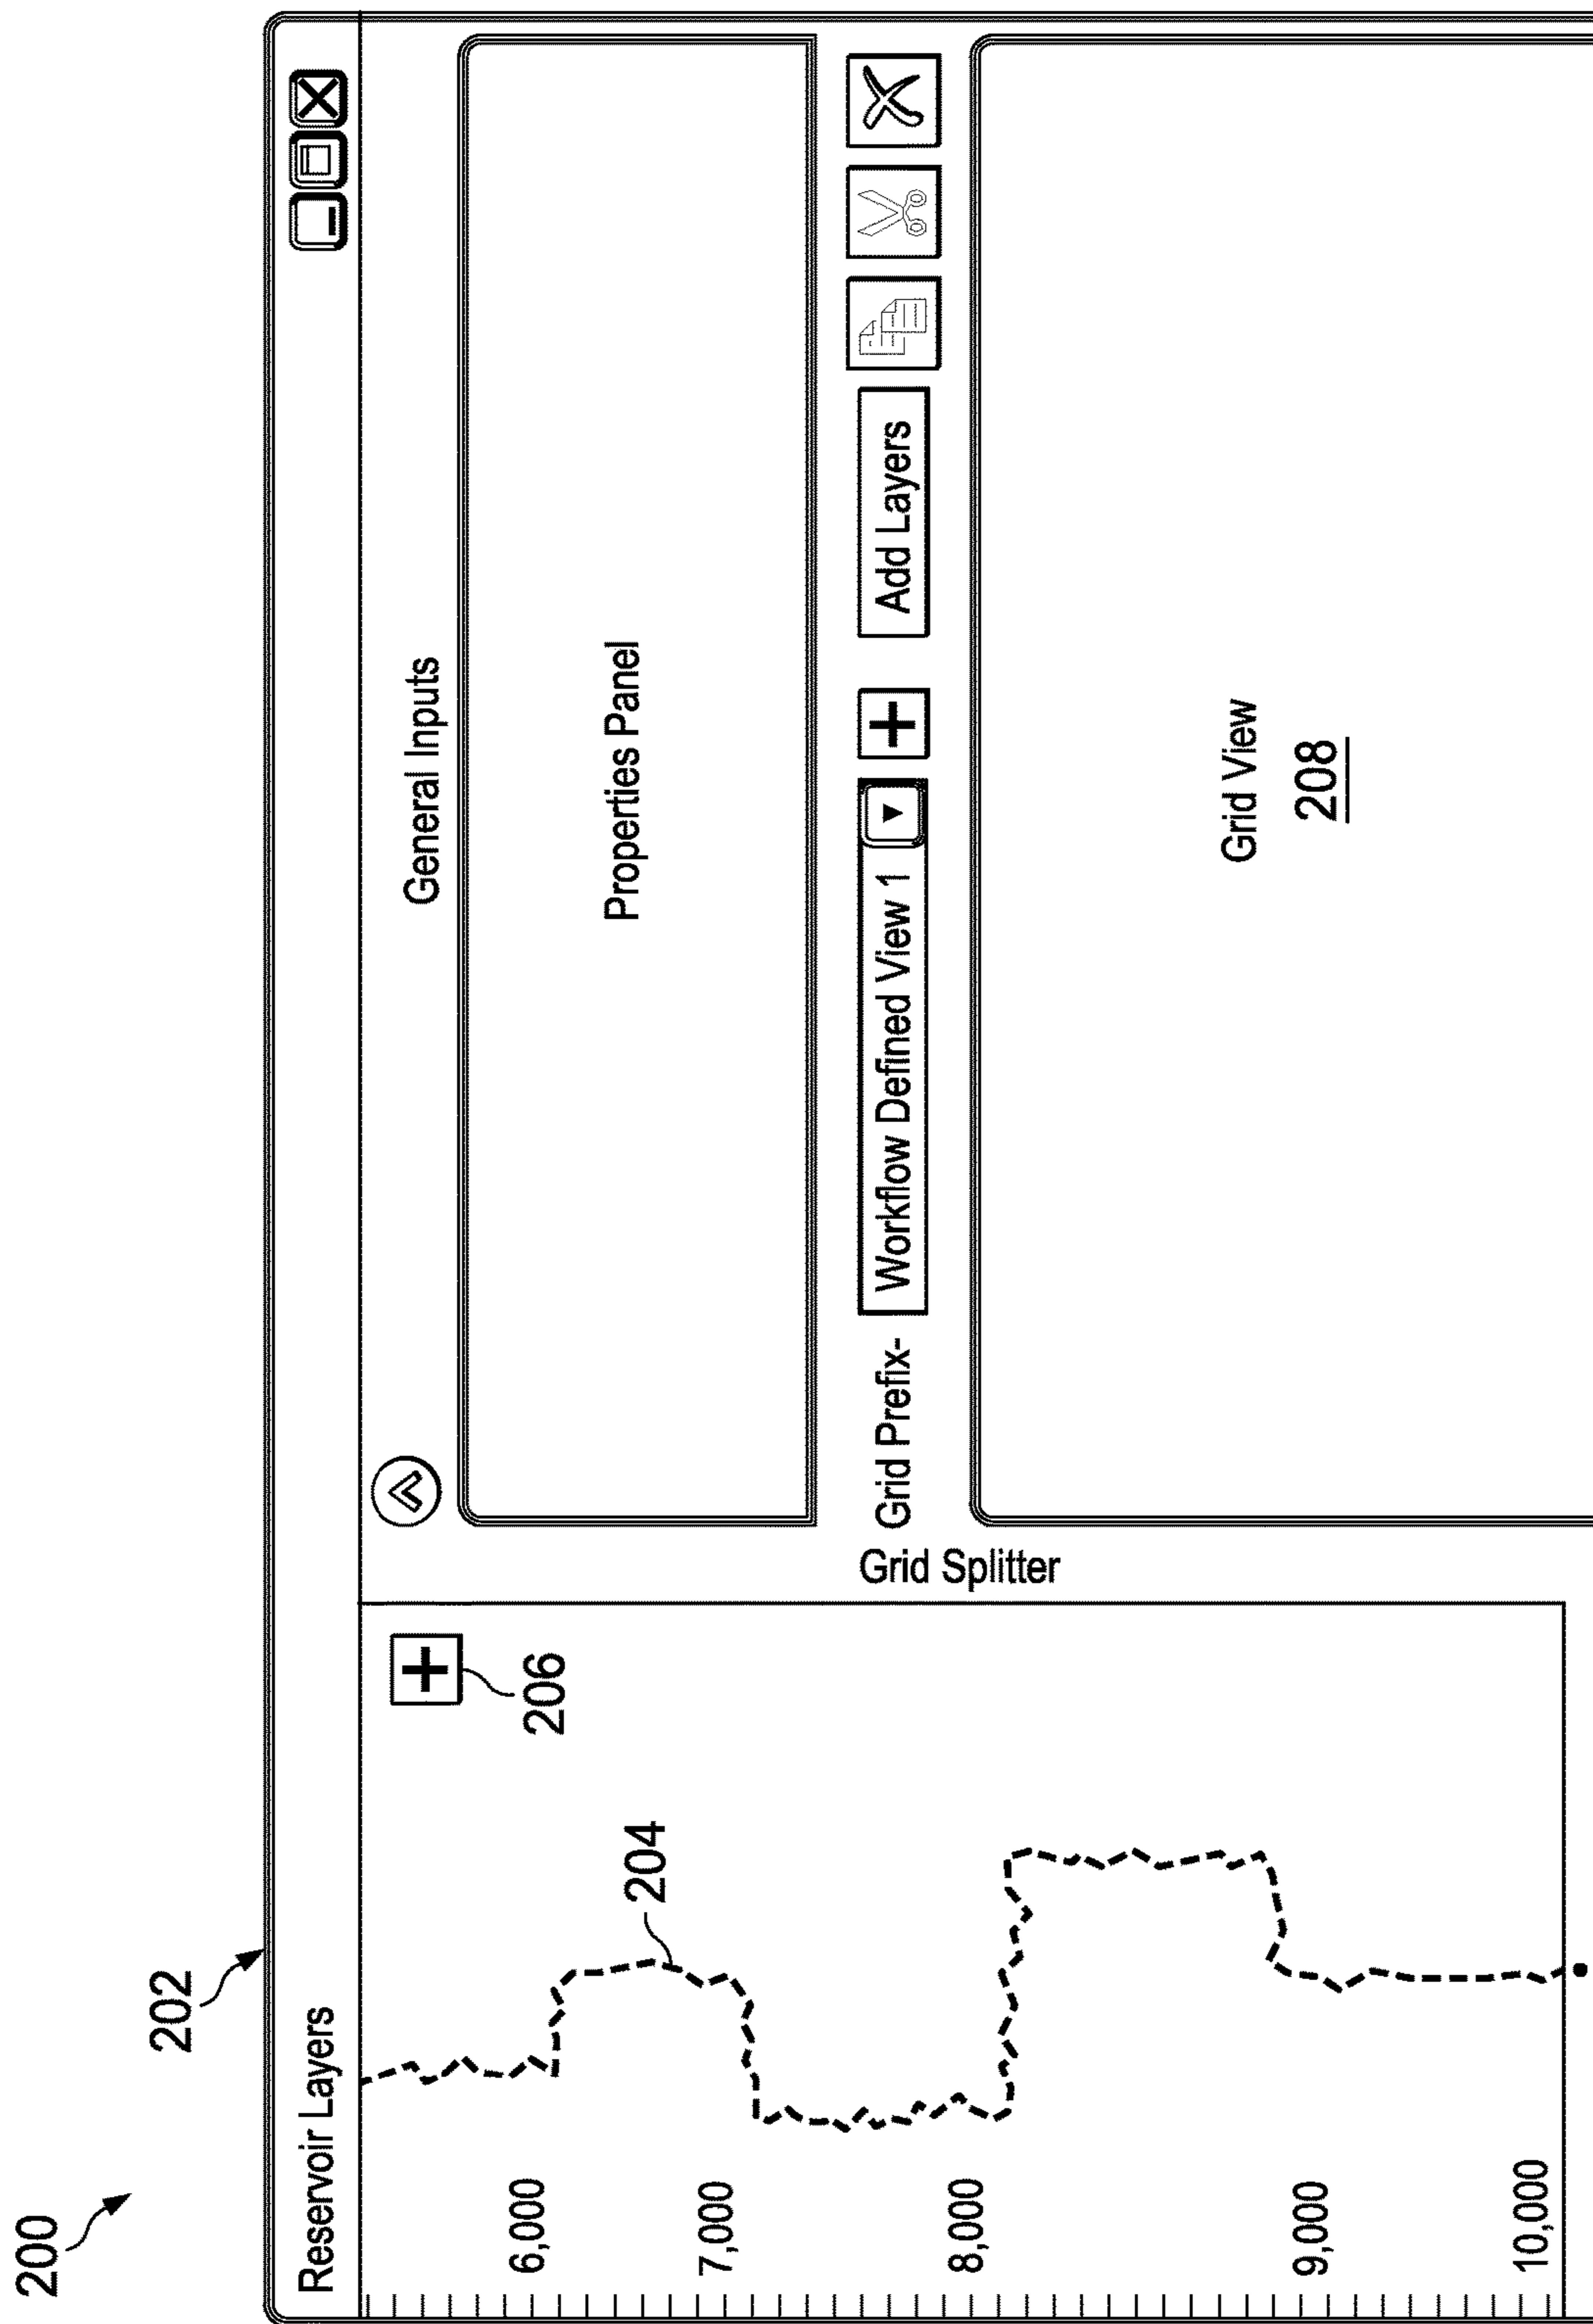 200
202
Reservoir Layers
General Inputs
206
Properties Panel
6,000
204
7,000
Grid Splitter
Grid Prefix-
Workflow Defined View 1
Add Layers
8,000
Grid View
208
9,000
10,000